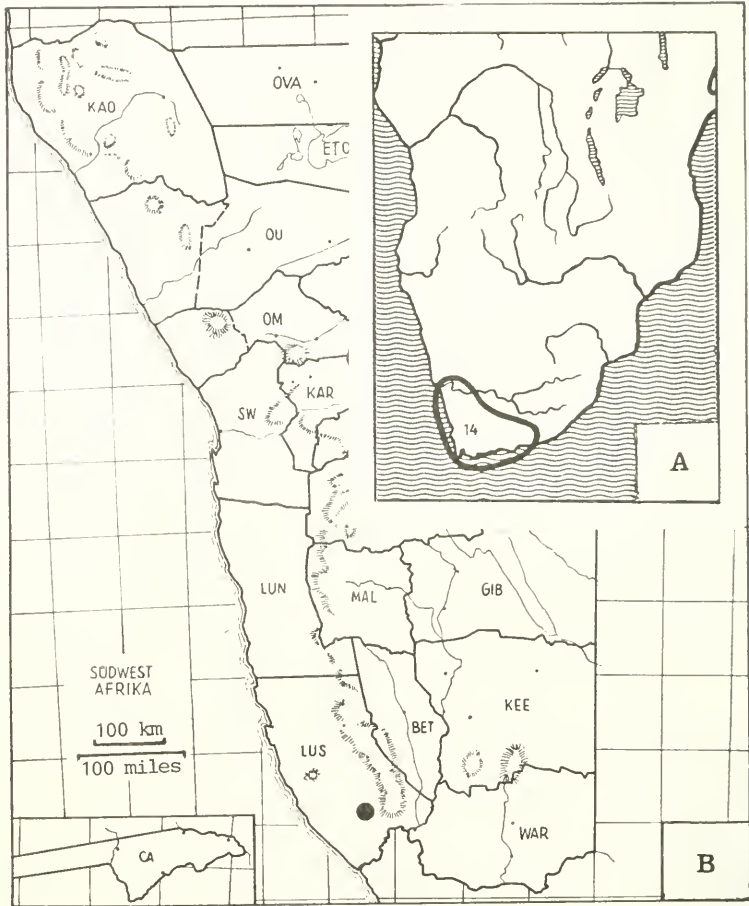 KAO
OVA
ETO
OU
OM
SW
KAR
14
A
LUN
MAL
GIB
SÜDWEST
AFRIKA
100 km
100 miles
BET
KEE
LUS
WAR
CA
B